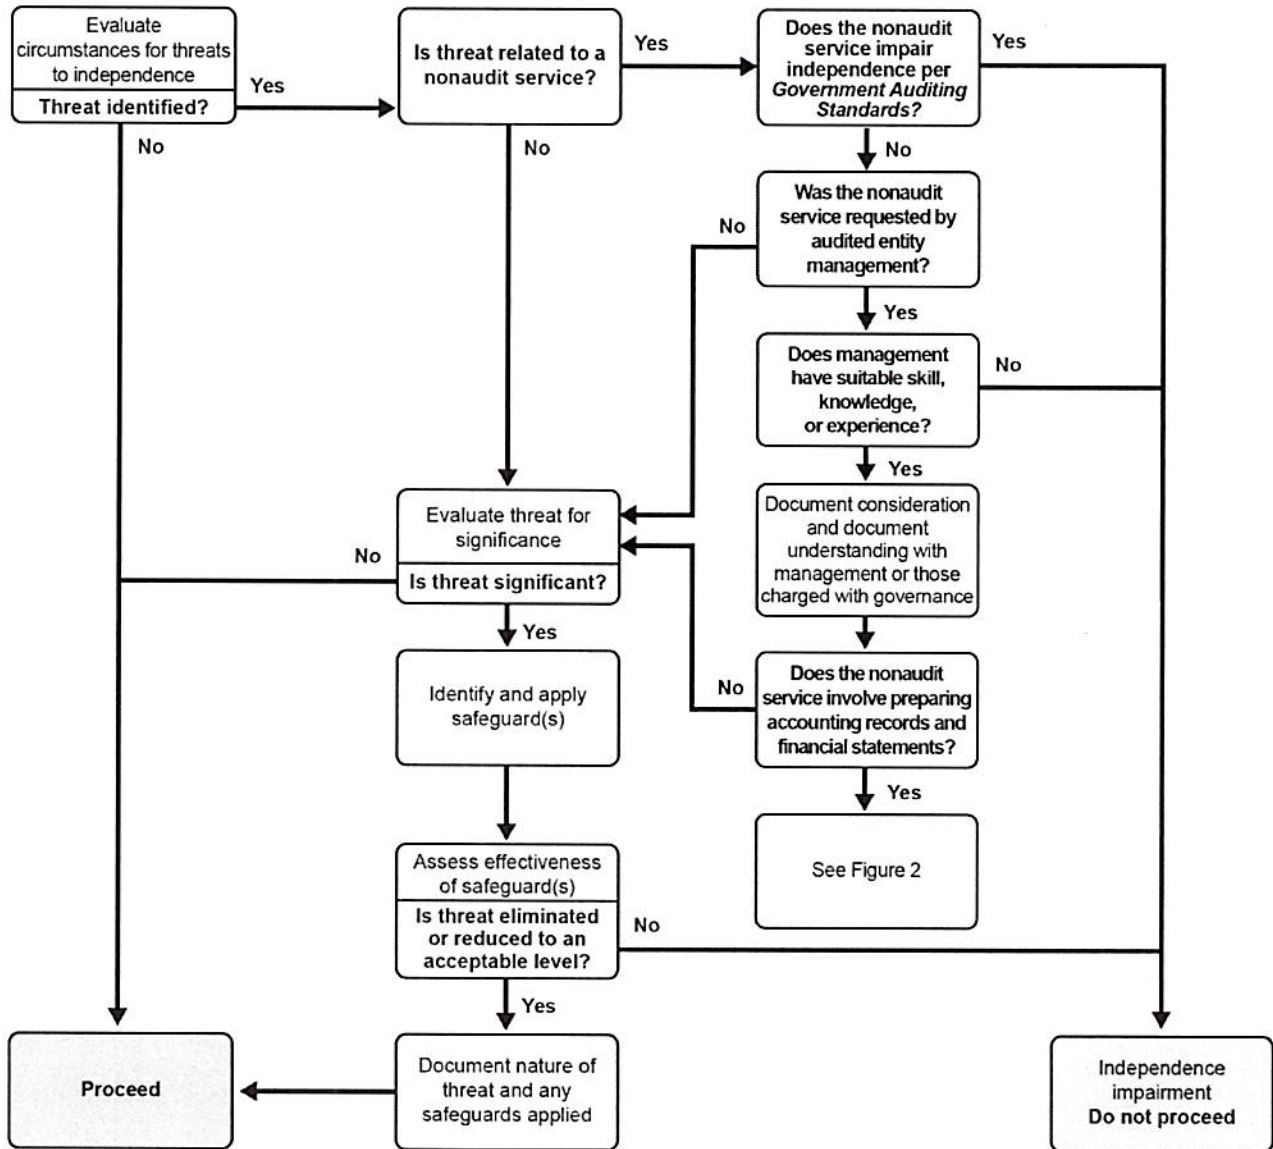 Evaluate
circumstances for threats
to independence
Threat identified?
Yes
No
Is threat related to a
nonaudit service?
Yes
No
Does the nonaudit
service impair
independence per
Government Auditing
Standards?
Yes
No
Was the nonaudit
service requested by
audited entity
management?
No
Yes
Does management
have suitable skill,
knowledge,
or experience?
No
Yes
Document consideration
and document
understanding with
management or those
charged with governance
Does the nonaudit
service involve preparing
accounting records and
financial statements?
No
Yes
See Figure 2
Evaluate threat for
significance
Is threat significant?
No
Yes
Identify and apply
safeguard(s)
Assess effectiveness
of safeguard(s)
Is threat eliminated
or reduced to an
acceptable level?
No
Yes
Document nature of
threat and any
safeguards applied
Proceed
Independence
impairment
Do not proceed